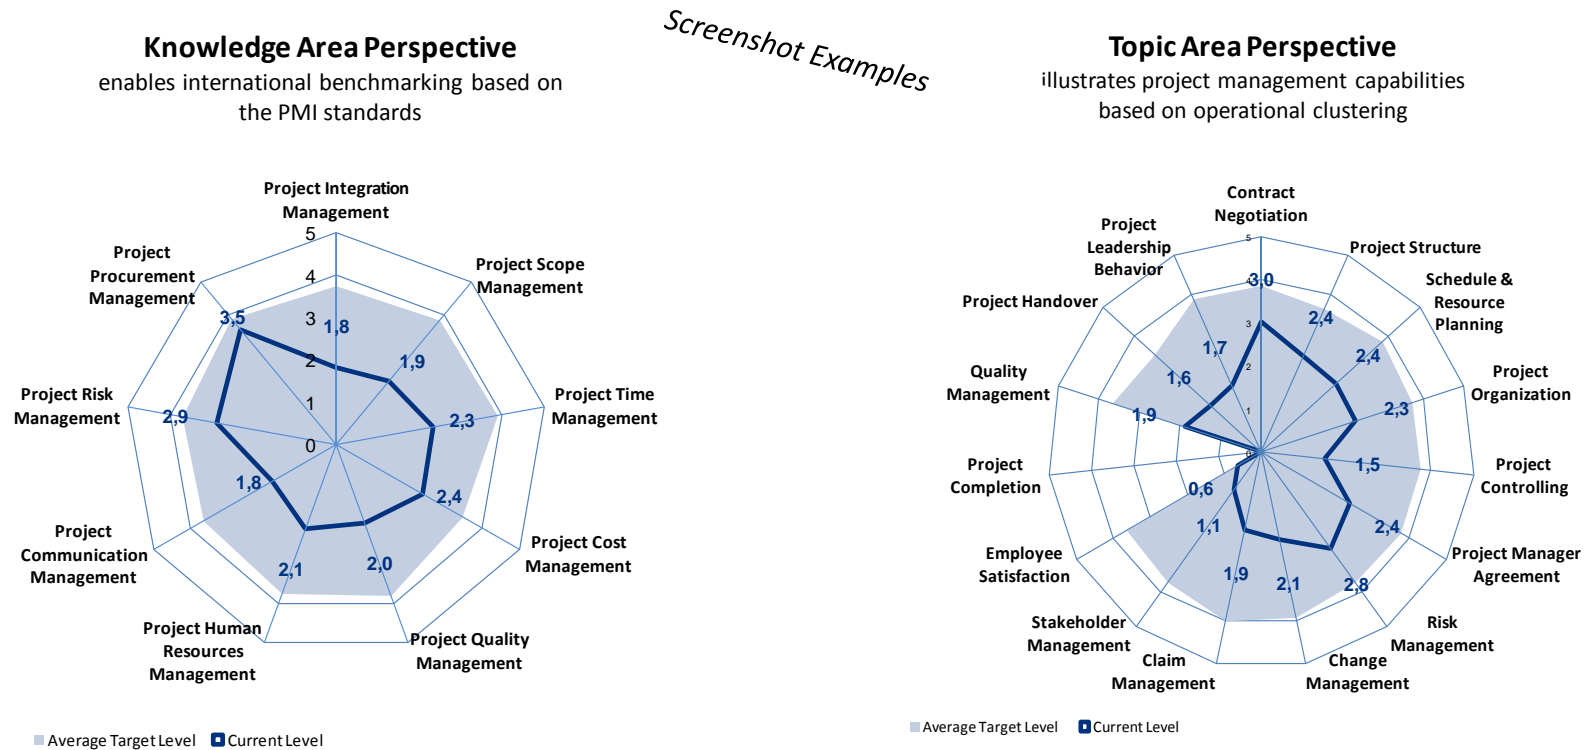 Screenshot Examples
Knowledge Area Perspective
enables international benchmarking based on
the PMI standards
Project Integration
Management
Project Scope
Management
Project Time
Management
Project Cost
Management
Project Quality
Management
Project Human
Resources
Management
Project
Communication
Management
Project Risk
Management
Project
Procurement
Management
5
4
3
2
1
0
1,8
1,9
2,3
2,4
2,0
2,1
1,8
2,9
3,5
Average Target Level
Current Level
Topic Area Perspective
illustrates project management capabilities
based on operational clustering
Contract
Negotiation
Project Structure
Schedule &
Resource
Planning
Project
Organization
Project
Controlling
Project Manager
Agreement
Risk
Management
Change
Management
Claim
Management
Stakeholder
Management
Employee
Satisfaction
Project
Completion
Quality
Management
Project Handover
Project
Leadership
Behavior
5
4
3
2
1
0
3,0
2,4
2,4
2,3
1,5
2,4
2,8
2,1
1,9
1,1
0,6
1,9
1,6
1,7
Average Target Level
Current Level